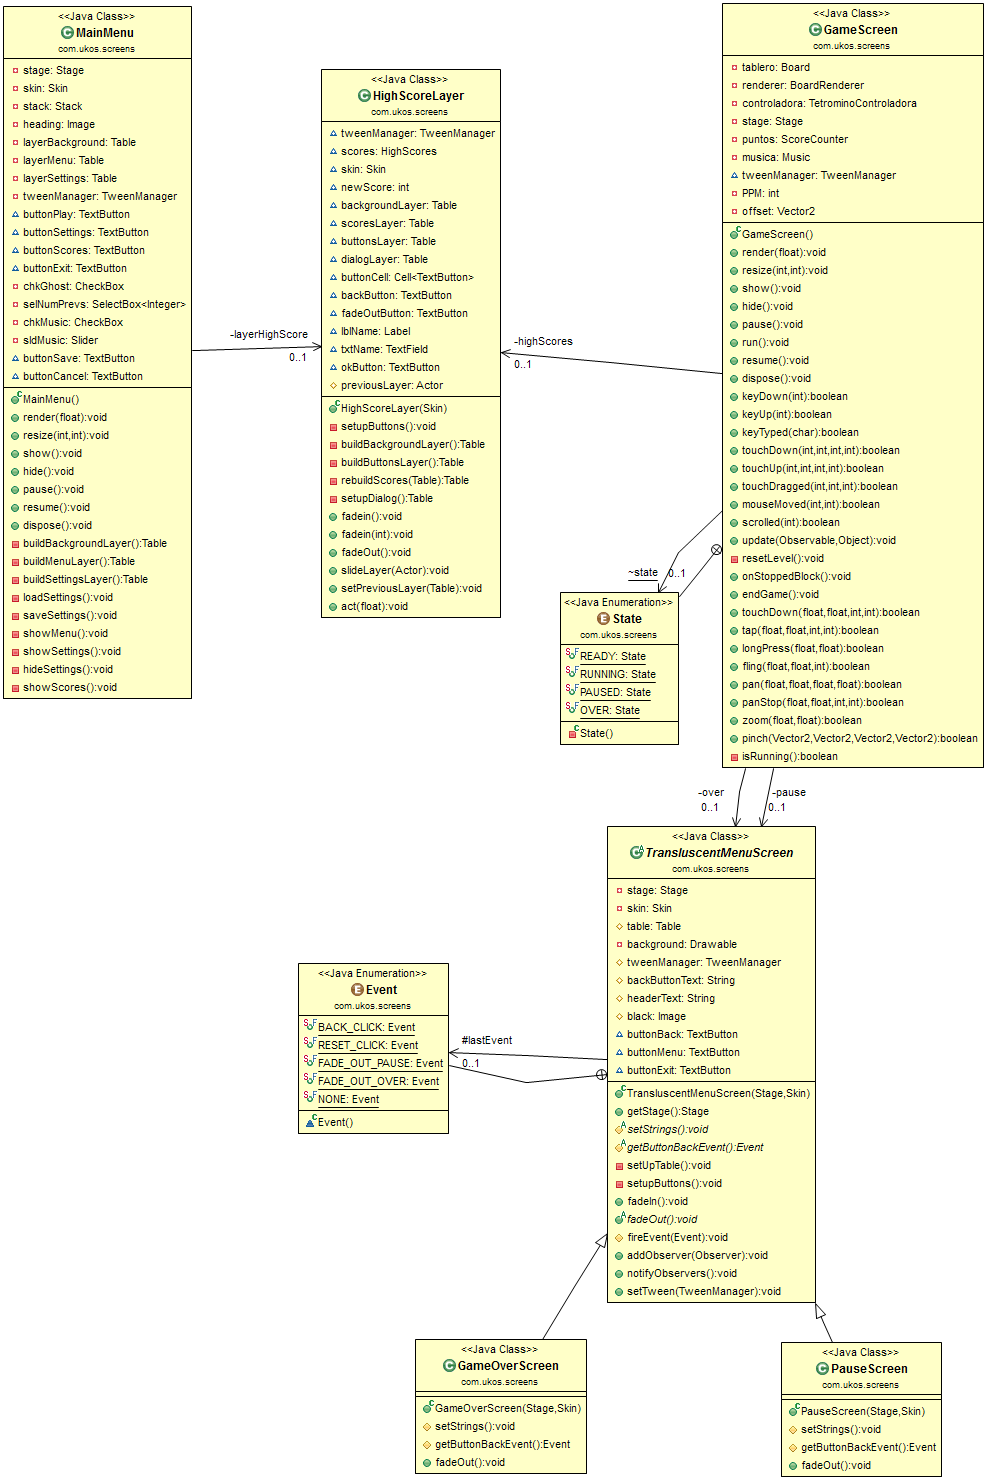 <<Java Class>>
MainMenu
com.ukos.screens
stage: Stage
skin: Skin
stack: Stack
heading: Image
layerBackground: Table
layerMenu: Table
layerSettings: Table
tweenManager: TweenManager
buttonPlay: TextButton
buttonSettings: TextButton
buttonScores: TextButton
buttonExit: TextButton
chkGhost: CheckBox
selNumPrevs: SelectBox<Integer>
chkMusic: CheckBox
sldMusic: Slider
buttonSave: TextButton
buttonCancel: TextButton
MainMenu()
render(float):void
resize(int,int):void
show():void
hide():void
pause():void
resume():void
dispose():void
buildBackgroundLayer():Table
buildMenuLayer():Table
buildSettingsLayer():Table
loadSettings():void
saveSettings():void
showMenu():void
showSettings():void
hideSettings():void
showScores():void
-layerHighScore
0..1
<<Java Class>>
HighScoreLayer
com.ukos.screens
tweenManager: TweenManager
scores: HighScores
skin: Skin
newScore: int
backgroundLayer: Table
scoresLayer: Table
buttonsLayer: Table
dialogLayer: Table
buttonCell: Cell<TextButton>
backButton: TextButton
fadeOutButton: TextButton
lblName: Label
txtName: TextField
okButton: TextButton
previousLayer: Actor
HighScoreLayer(Skin)
setupButtons():void
buildBackgroundLayer():Table
buildButtonsLayer():Table
rebuildScores(Table):Table
setupDialog():Table
fadein():void
fadein(int):void
fadeOut():void
slideLayer(Actor):void
setPreviousLayer(Table):void
act(float):void
-highScores
0..1
<<Java Class>>
GameScreen
com.ukos.screens
tablero: Board
renderer: BoardRenderer
controladora: TetrominoControladora
stage: Stage
puntos: ScoreCounter
musica: Music
tweenManager: TweenManager
PPM: int
offset: Vector2
GameScreen()
render(float):void
resize(int,int):void
show():void
hide():void
pause():void
run():void
resume():void
dispose():void
keyDown(int):boolean
keyUp(int):boolean
keyTyped(char):boolean
touchDown(int,int,int,int):boolean
touchUp(int,int,int,int):boolean
touchDragged(int,int,int):boolean
mouseMoved(int,int):boolean
scrolled(int):boolean
update(Observable,Object):void
resetLevel():void
onStoppedBlock():void
endGame():void
touchDown(float,float,int,int):boolean
tap(float,float,int,int):boolean
longPress(float,float):boolean
fling(float,float,int):boolean
pan(float,float,float,float):boolean
panStop(float,float,int,int):boolean
zoom(float,float):boolean
pinch(Vector2,Vector2,Vector2,Vector2):boolean
isRunning():boolean
~state
0..1
<<Java Enumeration>>
State
com.ukos.screens
READY: State
RUNNING: State
PAUSED: State
OVER: State
State()
-over
0..1
-pause
0..1
<<Java Class>>
TransluscentMenuScreen
com.ukos.screens
stage: Stage
skin: Skin
table: Table
background: Drawable
tweenManager: TweenManager
backButtonText: String
headerText: String
black: Image
buttonBack: TextButton
buttonMenu: TextButton
buttonExit: TextButton
TransluscentMenuScreen(Stage,Skin)
getStage():Stage
setStrings():void
getButtonBackEvent():Event
setUpTable():void
setupButtons():void
fadeIn():void
fadeOut():void
fireEvent(Event):void
addObserver(Observer):void
notifyObservers():void
setTween(TweenManager):void
#lastEvent
0..1
<<Java Enumeration>>
Event
com.ukos.screens
BACK_CLICK: Event
RESET_CLICK: Event
FADE_OUT_PAUSE: Event
FADE_OUT_OVER: Event
NONE: Event
Event()
<<Java Class>>
GameOverScreen
com.ukos.screens
GameOverScreen(Stage,Skin)
setStrings():void
getButtonBackEvent():Event
fadeOut():void
<<Java Class>>
PauseScreen
com.ukos.screens
PauseScreen(Stage,Skin)
setStrings():void
getButtonBackEvent():Event
fadeOut():void